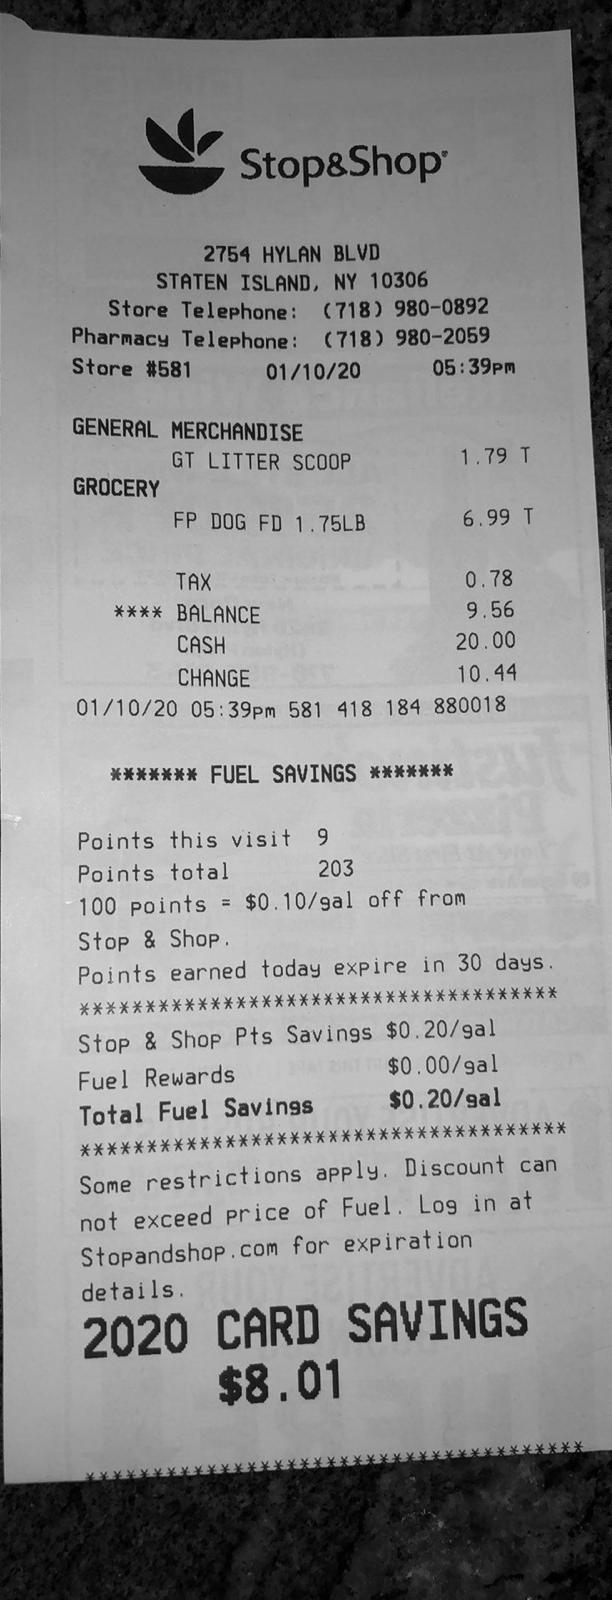 Stop&Shop®
2754 HYLAN BLVD
STATEN ISLAND, NY 10306
Store Telephone: (718) 980-0892
Pharmacy Telephone: (718) 980-2059
Store #581 01/10/20 05:39pm
GENERAL MERCHANDISE
GT LITTER SCOOP 1.79 T
GROCERY
FP DOG FD 1.75LB 6.99 T
TAX 0.78
**** BALANCE 9.56
CASH 20.00
CHANGE 10.44
01/10/20 05:39pm 581 418 184 880018
******* FUEL SAVINGS *******
Points this visit 9
Points total 203
100 points = $0.10/gal off from
Stop & Shop.
Points earned today expire in 30 days.
**************************************
Stop & Shop Pts Savings $0.20/gal
Fuel Rewards $0.00/gal
Total Fuel Savings $0.20/gal
**************************************
Some restrictions apply. Discount can
not exceed price of Fuel. Log in at
Stopandshop.com for expiration
details.
2020 CARD SAVINGS
$8.01
**************************************